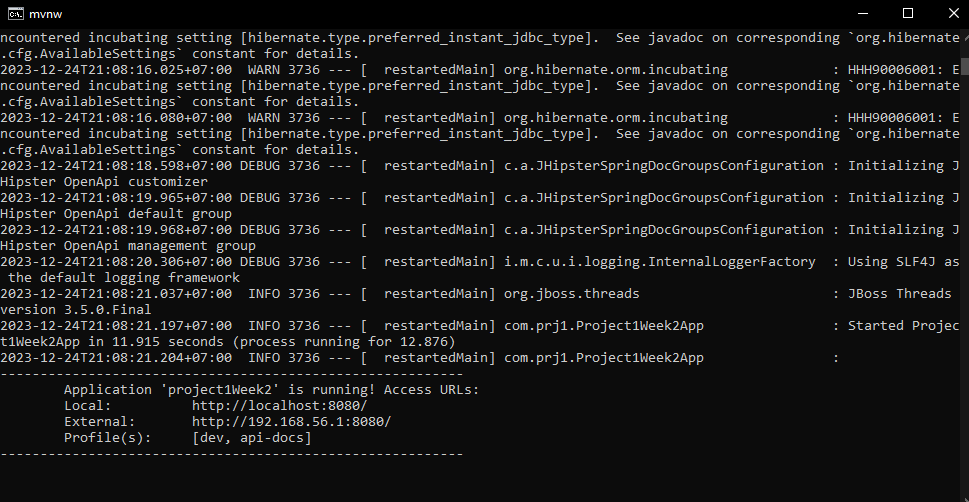 mvnw
ncountered incubating setting [hibernate.type.preferred_instant_jdbc_type].  See javadoc on corresponding `org.hibernate
.cfg.AvailableSettings` constant for details.
2023-12-24T21:08:16.025+07:00  WARN 3736 --- [  restartedMain] org.hibernate.orm.incubating             : HHH90006001: E
ncountered incubating setting [hibernate.type.preferred_instant_jdbc_type].  See javadoc on corresponding `org.hibernate
.cfg.AvailableSettings` constant for details.
2023-12-24T21:08:16.080+07:00  WARN 3736 --- [  restartedMain] org.hibernate.orm.incubating             : HHH90006001: E
ncountered incubating setting [hibernate.type.preferred_instant_jdbc_type].  See javadoc on corresponding `org.hibernate
.cfg.AvailableSettings` constant for details.
2023-12-24T21:08:18.598+07:00 DEBUG 3736 --- [  restartedMain] c.a.JHipsterSpringDocGroupsConfiguration : Initializing J
Hipster OpenApi customizer
2023-12-24T21:08:19.965+07:00 DEBUG 3736 --- [  restartedMain] c.a.JHipsterSpringDocGroupsConfiguration : Initializing J
Hipster OpenApi default group
2023-12-24T21:08:19.968+07:00 DEBUG 3736 --- [  restartedMain] c.a.JHipsterSpringDocGroupsConfiguration : Initializing J
Hipster OpenApi management group
2023-12-24T21:08:20.306+07:00 DEBUG 3736 --- [  restartedMain] i.m.c.u.i.logging.InternalLoggerFactory  : Using SLF4J as
 the default logging framework
2023-12-24T21:08:21.037+07:00  INFO 3736 --- [  restartedMain] org.jboss.threads                        : JBoss Threads
version 3.5.0.Final
2023-12-24T21:08:21.197+07:00  INFO 3736 --- [  restartedMain] com.prj1.Project1Week2App                : Started Projec
t1Week2App in 11.915 seconds (process running for 12.876)
2023-12-24T21:08:21.204+07:00  INFO 3736 --- [  restartedMain] com.prj1.Project1Week2App                :
----------------------------------------------------------
        Application 'project1Week2' is running! Access URLs:
        Local:          http://localhost:8080/
        External:       http://192.168.56.1:8080/
        Profile(s):     [dev, api-docs]
----------------------------------------------------------